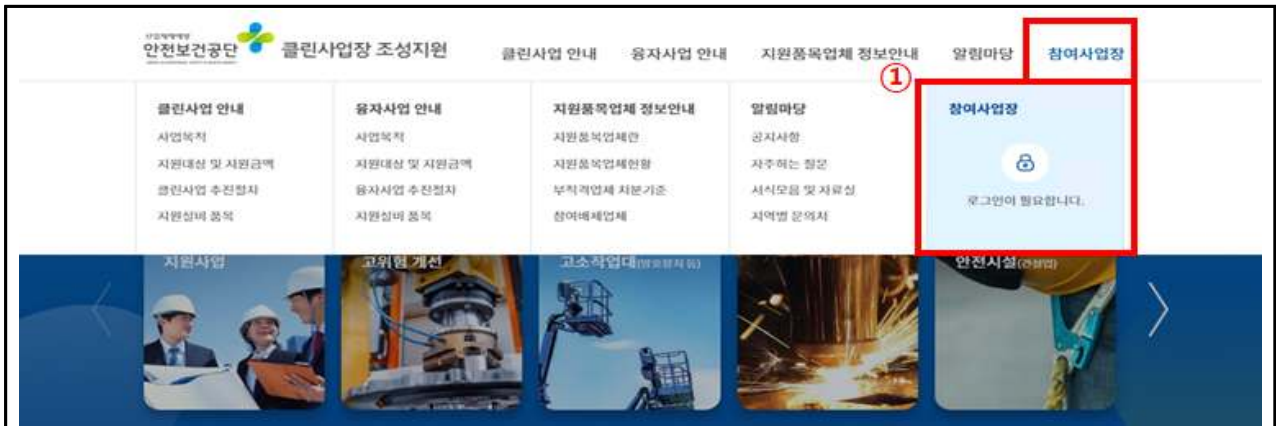 안전보건공단 클린사업장 조성지원 클린사업 안내 융자사업 안내 지원품목업체 정보안내 알림마당 참여사업장
①
클린사업 안내 융자사업 안내 지원품목업체 정보안내 알림마당 참여사업장
사업목적 사업목적 지원품목업체란 공지사항
지원대상 및 지원금액 지원대상 및 지원금액 지원품목업체현황 자주하는 질문
클린사업 추진절차 융자사업 추진절차 부적격업체 처분기준 서식모음 및 자료실 로그인이 필요합니다.
지원설비 품목 지원설비 품목 참여배제업체 지역별 문의처
지원사업 고위험 개선 고소작업대 안전시설(건설업)